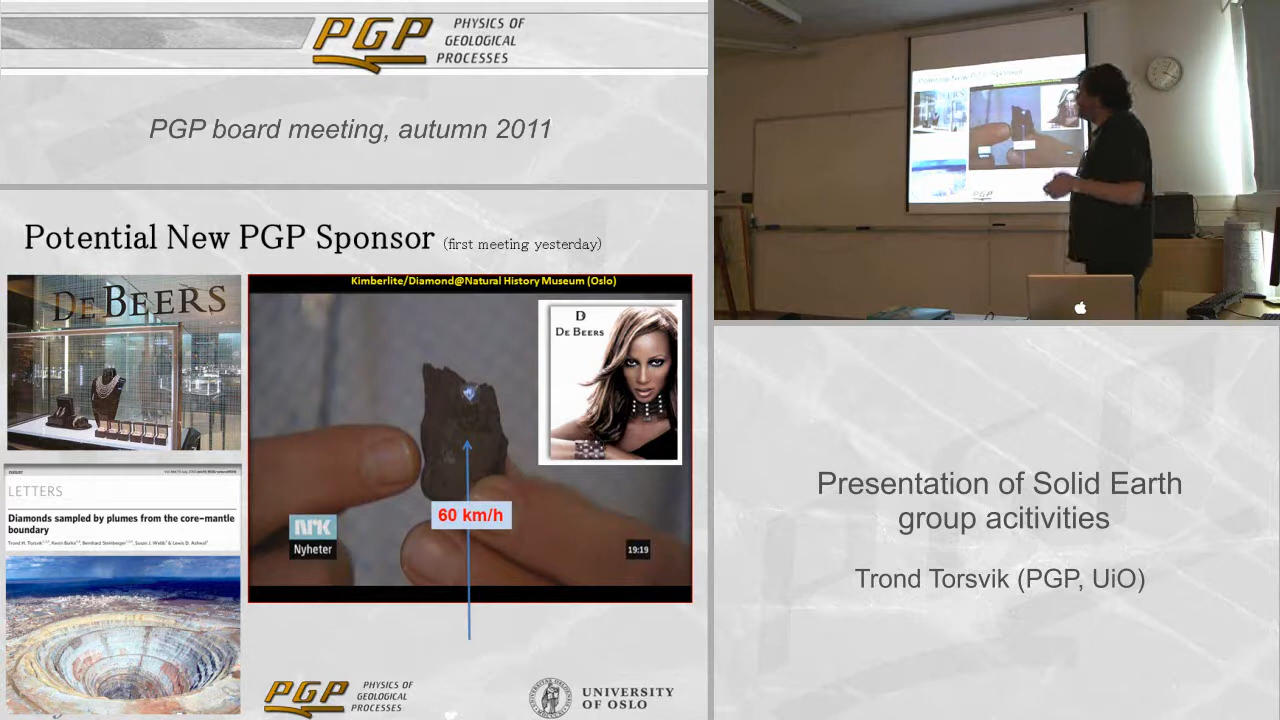 PGP PHYSICS OF
GEOLOGICAL
PROCESSES
PGP board meeting, autumn 2011
Potential New PGP Sponsor (first meeting yesterday)
DE BEERS
Kimberlite/Diamond@Natural History Museum (Oslo)
D
DE BEERS
60 km/h
nrk
Nyheter
19:19
nature
LETTERS
Diamonds sampled by plumes from the core–mantle
boundary
PGP PHYSICS OF
GEOLOGICAL
PROCESSES
UNIVERSITY
OF OSLO
Presentation of Solid Earth
group acitivities
Trond Torsvik (PGP, UiO)